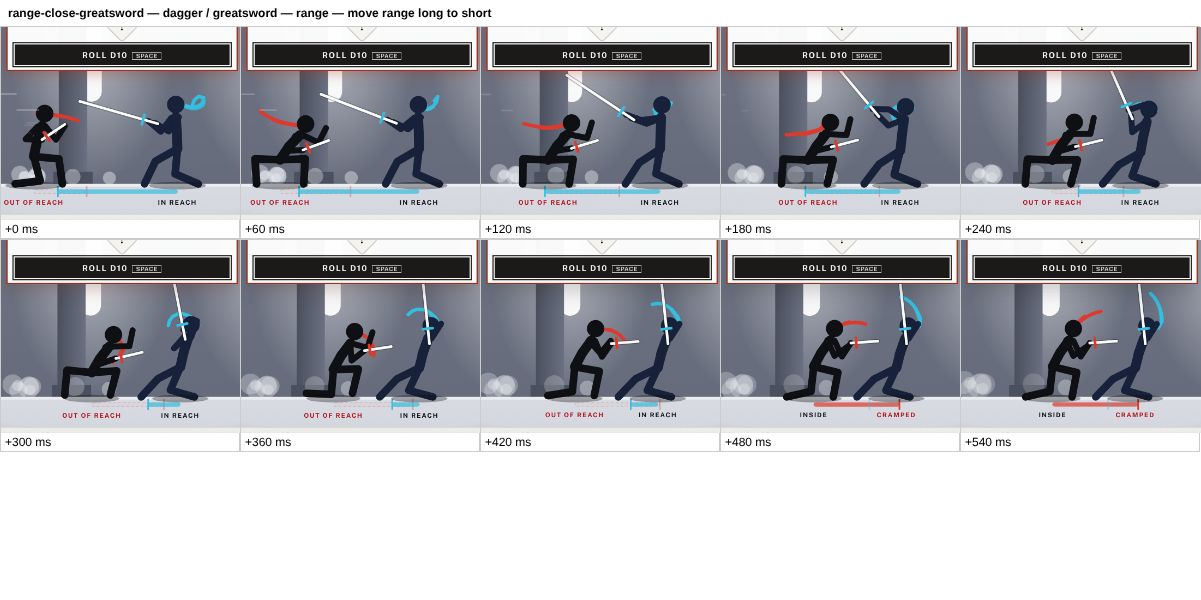 range-close-greatsword — dagger / greatsword — range — move range long to short
ROLL D10 SPACE
ROLL D10 SPACE
ROLL D10 SPACE
ROLL D10 SPACE
ROLL D10 SPACE
OUT OF REACH IN REACH
OUT OF REACH IN REACH
OUT OF REACH IN REACH
OUT OF REACH IN REACH
OUT OF REACH IN REACH
+0 ms
+60 ms
+120 ms
+180 ms
+240 ms
ROLL D10 SPACE
ROLL D10 SPACE
ROLL D10 SPACE
ROLL D10 SPACE
ROLL D10 SPACE
OUT OF REACH IN REACH
OUT OF REACH IN REACH
OUT OF REACH IN REACH
INSIDE CRAMPED
INSIDE CRAMPED
+300 ms
+360 ms
+420 ms
+480 ms
+540 ms